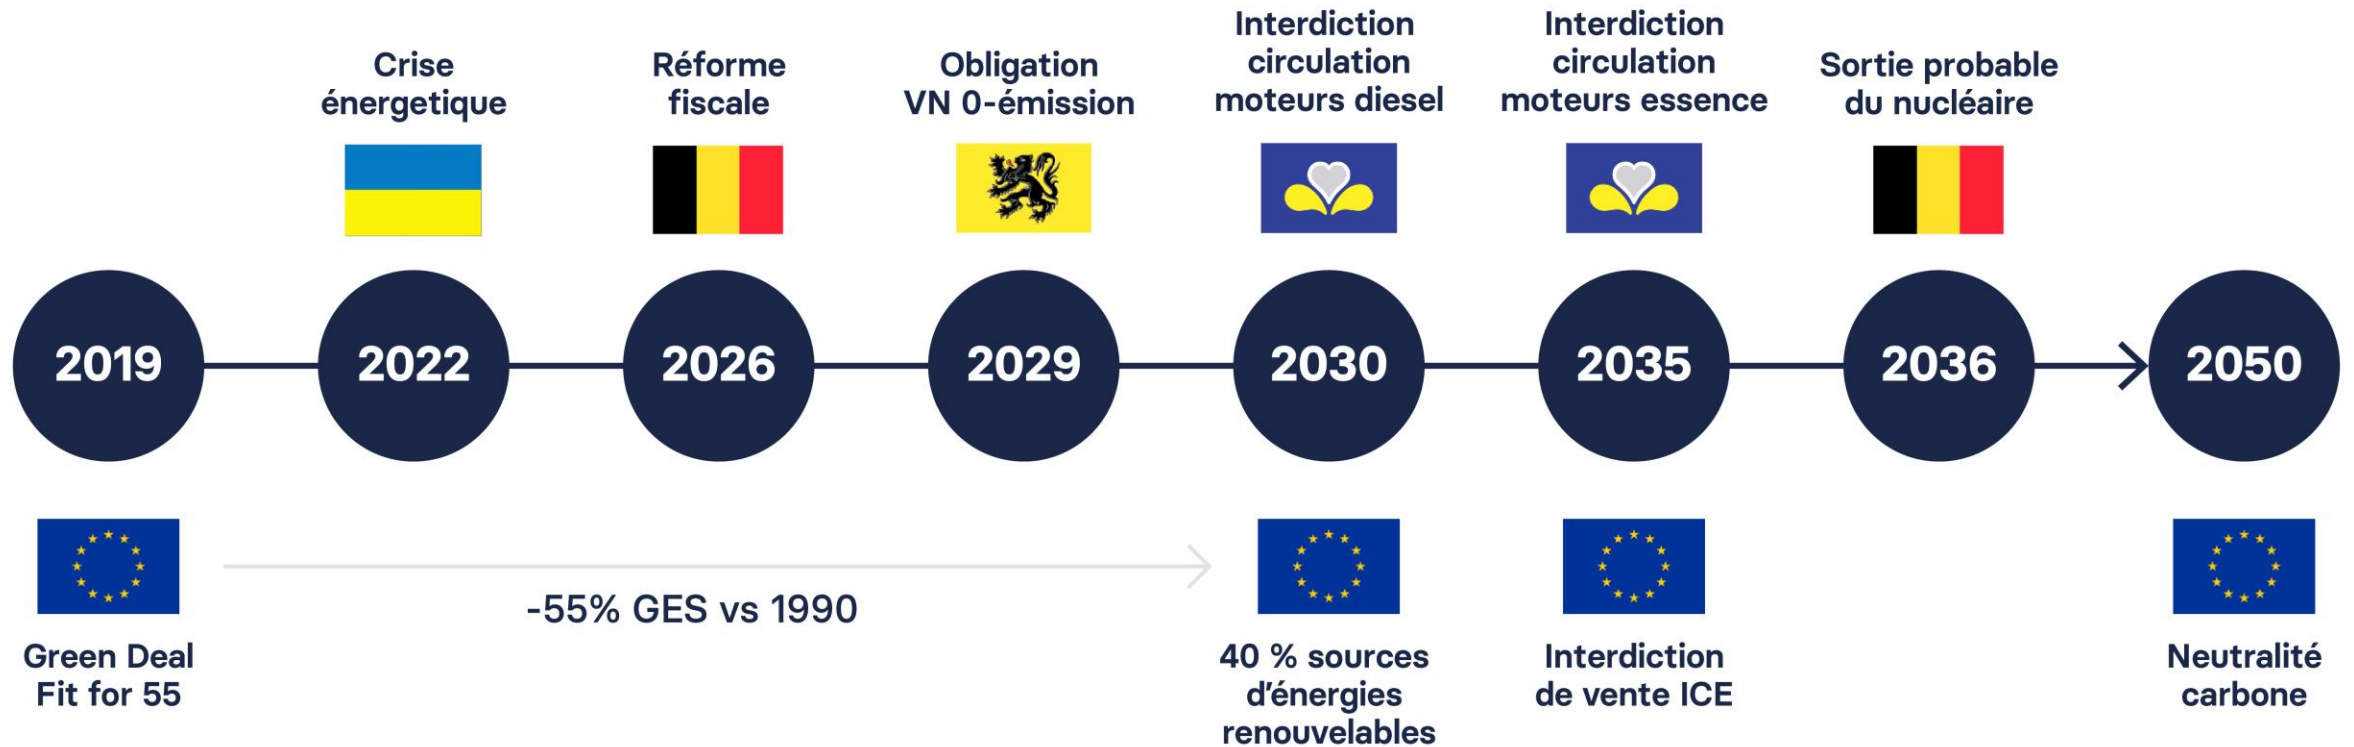 Crise
énergetique
Réforme
fiscale
Obligation
VN 0-émission
Interdiction
circulation
moteurs diesel
Interdiction
circulation
moteurs essence
Sortie probable
du nucléaire
2019
2022
2026
2029
2030
2035
2036
2050
-55% GES vs 1990
Green Deal
Fit for 55
40 % sources
d'énergies
renouvelables
Interdiction
de vente ICE
Neutralité
carbone